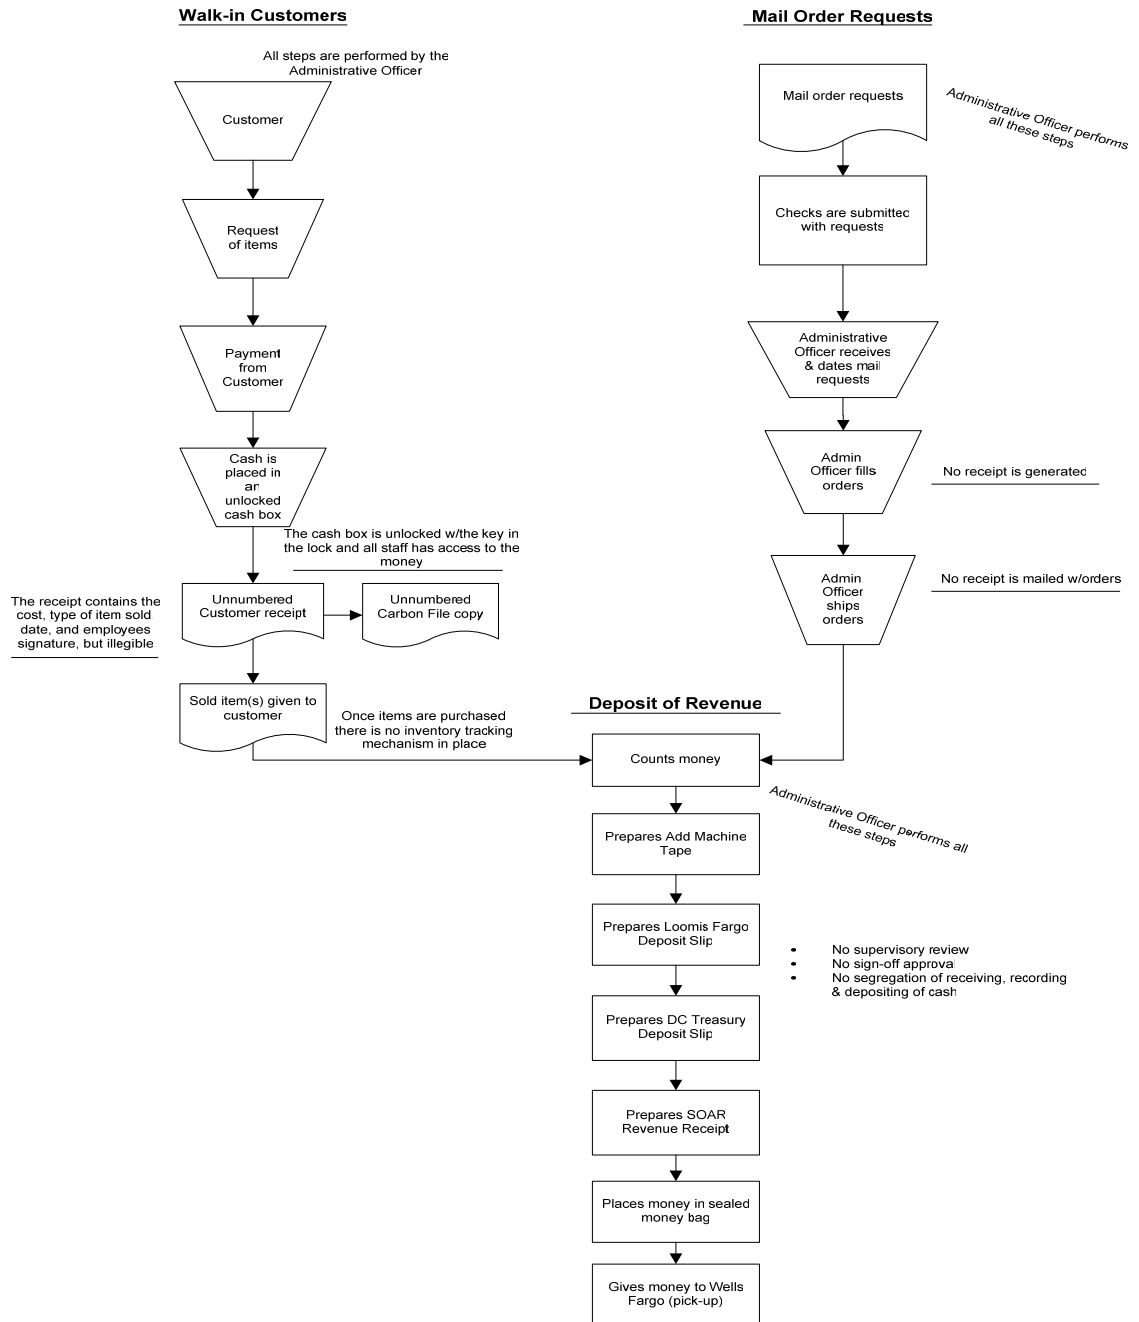 Walk-in Customers
All steps are performed by the
Administrative Officer
Customer
Request
of items
Payment
from
Customer
Cash is
placed in
an
unlocked
cash box
The cash box is unlocked w/the key in
the lock and all staff has access to the
money
The receipt contains the
cost, type of item sold
date, and employees
signature, but illegible
Unnumbered
Customer receipt
Unnumbered
Carbon File copy
Sold item(s) given to
customer
Once items are purchased
there is no inventory tracking
mechanism in place
Mail Order Requests
Mail order requests
Administrative Officer performs
all these steps
Checks are submitted
with requests
Administrative
Officer receives
& dates mail
requests
Admin.
Officer fills
orders
No receipt is generated
Admin
Officer
ships
orders
No receipt is mailed w/orders
Deposit of Revenue
Counts money
Administrative Officer performs all
these steps
Prepares Add Machine
Tape
Prepares Loomis Fargo
Deposit Slip
• No supervisory review
• No sign-off approval
• No segregation of receiving, recording
& depositing of cash
Prepares DC Treasury
Deposit Slip
Prepares SOAR
Revenue Receipt
Places money in sealed
money bag
Gives money to Wells
Fargo (pick-up)